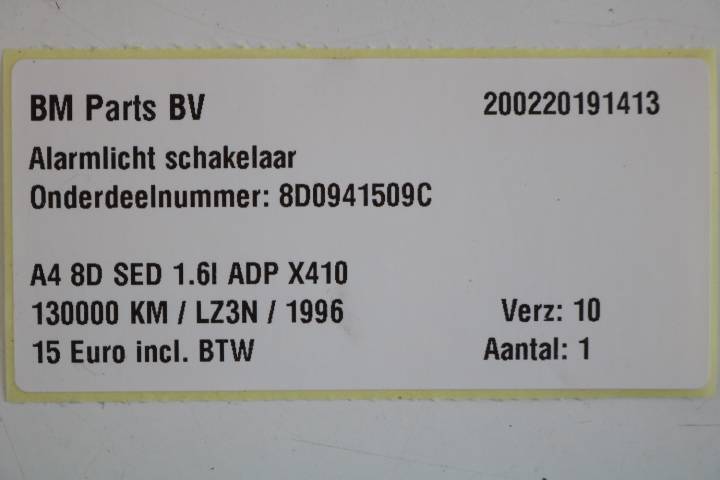 BM Parts BV 200220191413
Alarmlicht schakelaar
Onderdeelnummer: 8D0941509C
A4 8D SED 1.6I ADP X410
130000 KM / LZ3N / 1996 Verz: 10
15 Euro incl. BTW Aantal: 1